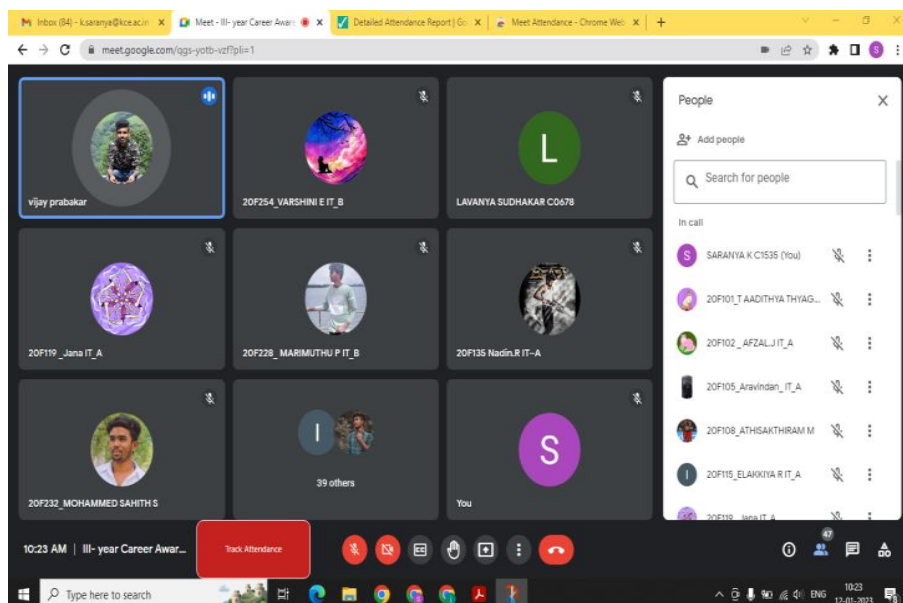 Inbox (84) - k.saranya@kce.ac.in
Meet - III- year Career Aware
Detailed Attendance Report | Go
Meet Attendance - Chrome Web
meet.google.com/qgs-yotb-vzf?pli=1
S
vijay prabakar
20F254_VARSHINI E IT_B
L
LAVANYA SUDHAKAR C0678
20F119 _Jana IT_A
20F228_ MARIMUTHU P IT_B
20F135 Nadin.R IT-A
20F232_MOHAMMED SAHITH S
I
39 others
S
You
People
Add people
Search for people
In call
S
SARANYA K C1535 (You)
20F101_T AADITHYA THYAG...
20F102 _ AFZAL.J IT_A
20F105_Aravindan_ IT_A
20F108_ATHISAKTHIRAM M
I
20F115_ELAKKIYA R IT_A
20F119 _Jana IT_A
10:23 AM | III- year Career Awar...
Track Attendance
47
Type here to search
ENG
10:23
12-01-2023